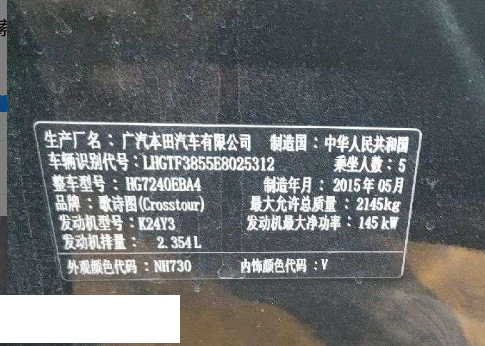 生产厂名：广汽本田汽车有限公司 制造国：中华人民共和国
车辆识别代号：LHGTF3855E8025312 乘坐人数：5
整车型号：HG7240EBA4 制造年月：2015年05月
品牌：歌诗图(Crosstour) 最大允许总质量：2145kg
发动机型号：K24Y3 发动机最大净功率：145kW
发动机排量：2.354L
外观颜色代码：NH730 内饰颜色代码：V